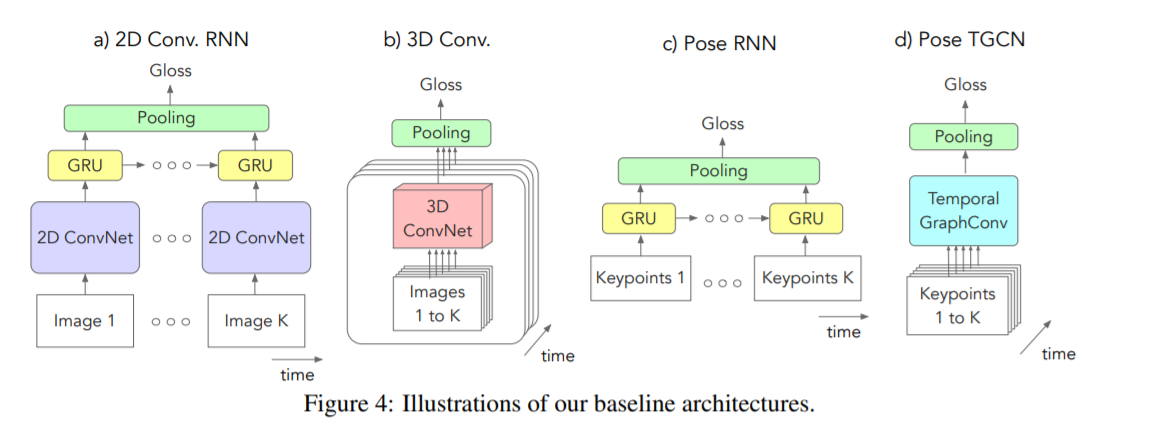 a) 2D Conv. RNN
Gloss
Pooling
GRU
GRU
2D ConvNet
2D ConvNet
Image 1
Image K
time
b) 3D Conv.
Gloss
Pooling
3D
ConvNet
Images
1 to K
time
c) Pose RNN
Gloss
Pooling
GRU
GRU
Keypoints 1
Keypoints K
time
d) Pose TGCN
Gloss
Pooling
Temporal
GraphConv
Keypoints
1 to K
time
Figure 4: Illustrations of our baseline architectures.